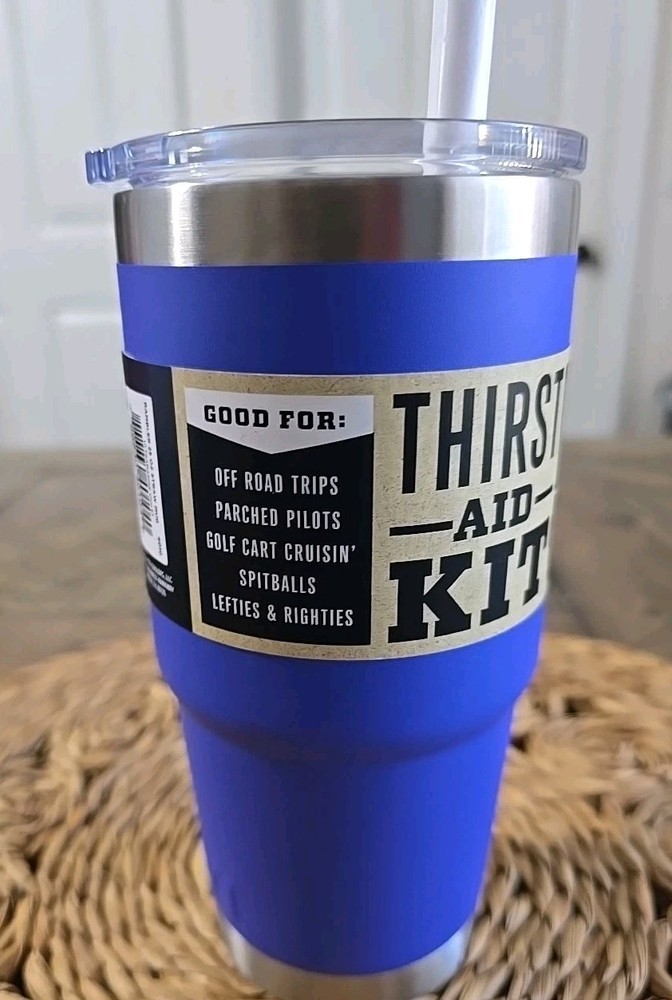 GOOD FOR:
OFF ROAD TRIPS
PARCHED PILOTS
GOLF CART CRUISIN'
SPITBALLS
LEFTIES & RIGHTIES
THIRST
—AID—
KIT